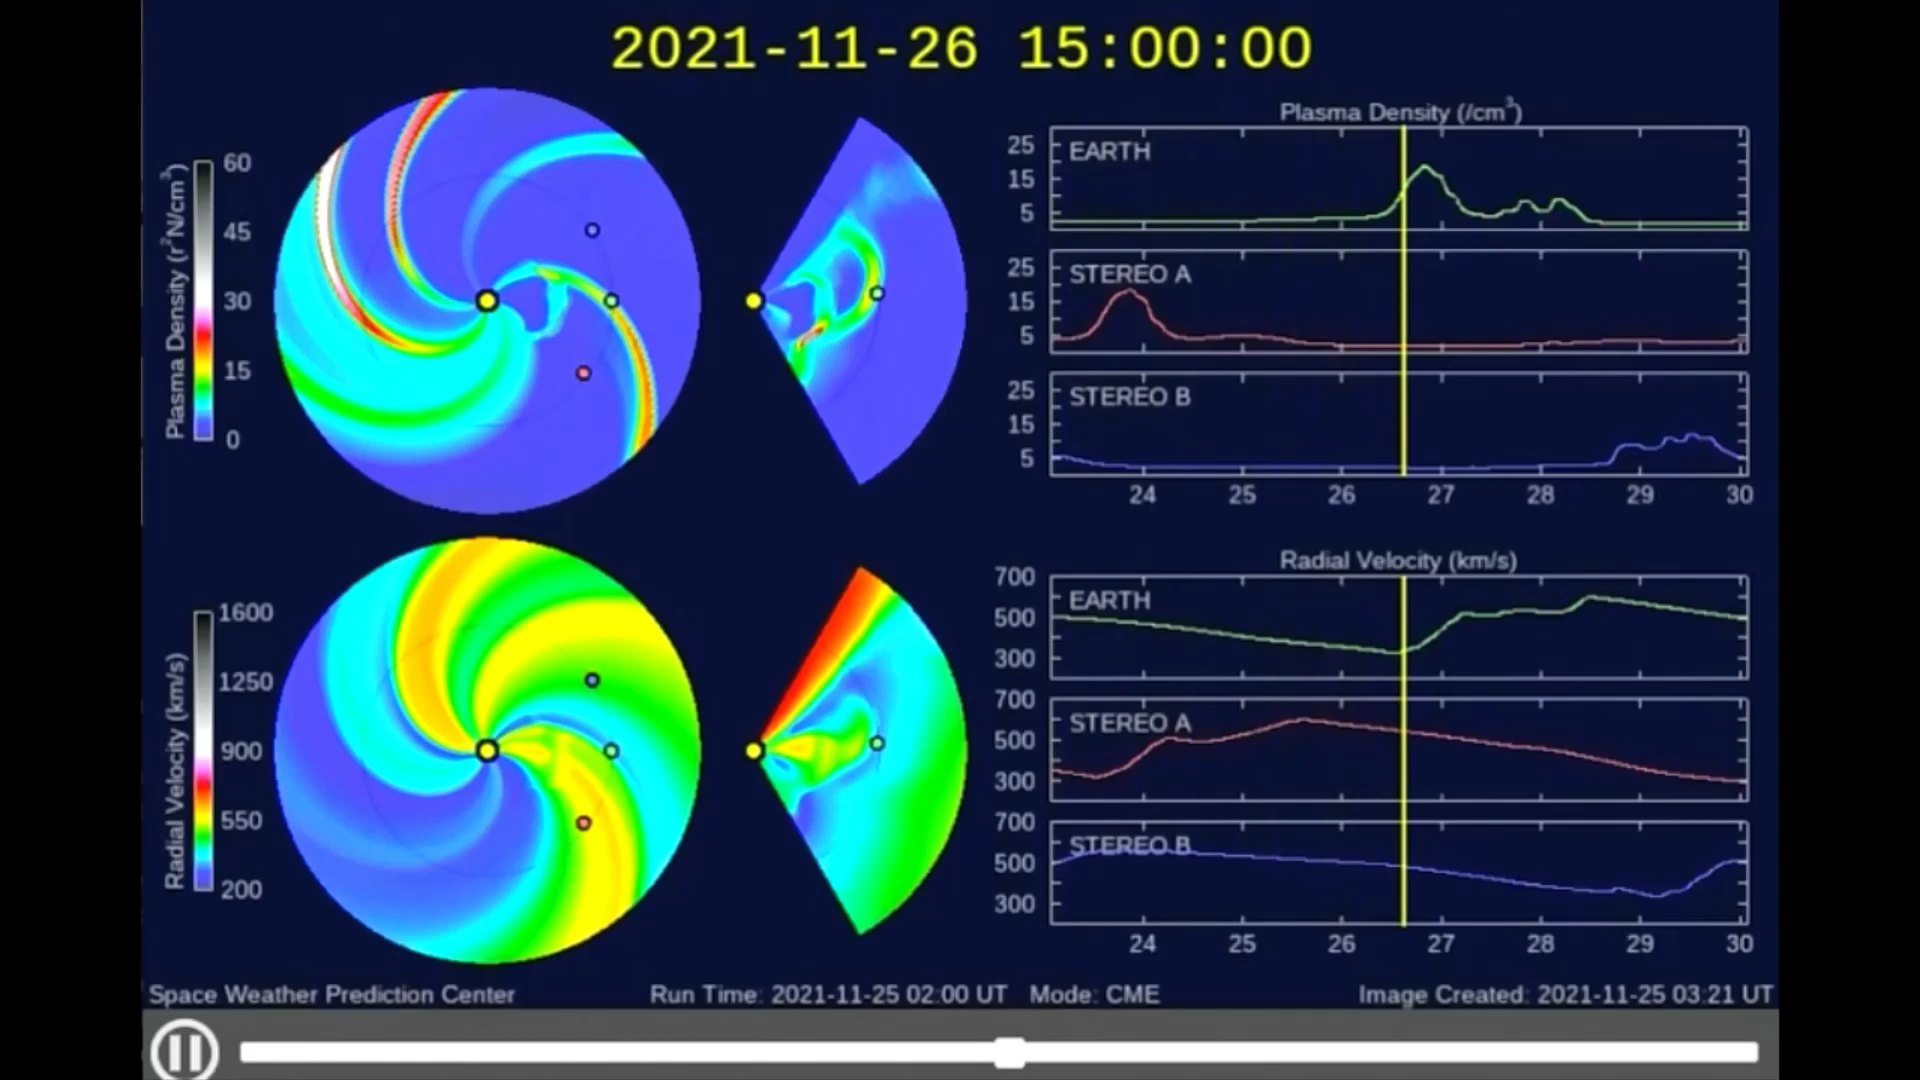 2021-11-26 15:00:00
Plasma Density (r²N/cm³)
60
45
30
15
0
Plasma Density (/cm³)
EARTH
25
15
5
STEREO A
25
15
5
STEREO B
25
15
5
24 25 26 27 28 29 30
Radial Velocity (km/s)
1600
1250
900
550
200
Radial Velocity (km/s)
EARTH
700
500
300
STEREO A
700
500
300
STEREO B
700
500
300
24 25 26 27 28 29 30
Space Weather Prediction Center
Run Time: 2021-11-25 02:00 UT Mode: CME
Image Created: 2021-11-25 03:21 UT